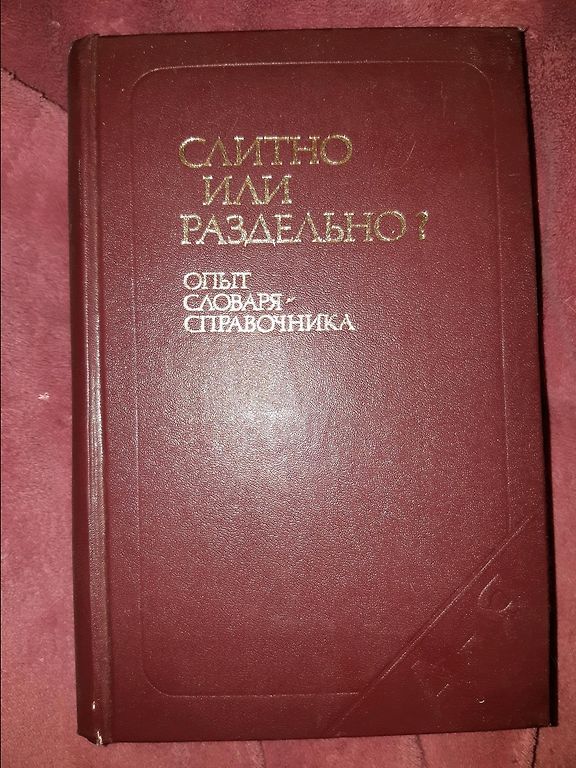 СЛИТНО
ИЛИ
РАЗДЕЛЬНО?
ОПЫТ
СЛОВАРЯ-
СПРАВОЧНИКА